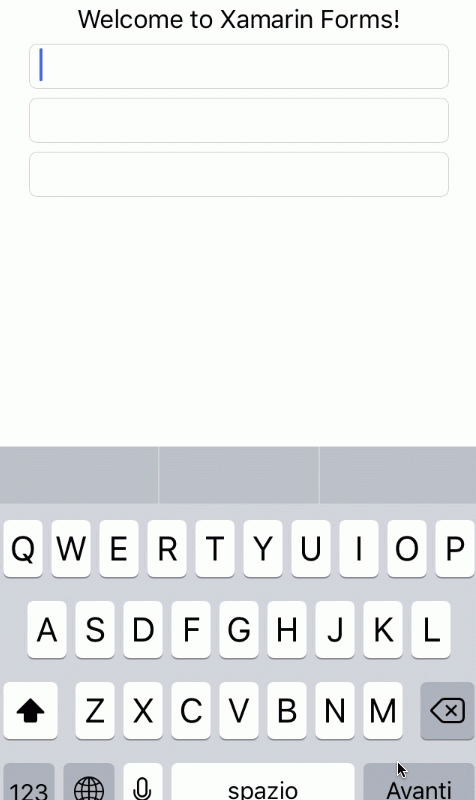 Welcome to Xamarin Forms!
Q W E R T Y U I O P
A S D F G H J K L
Z X C V B N M
123 spazio Avanti